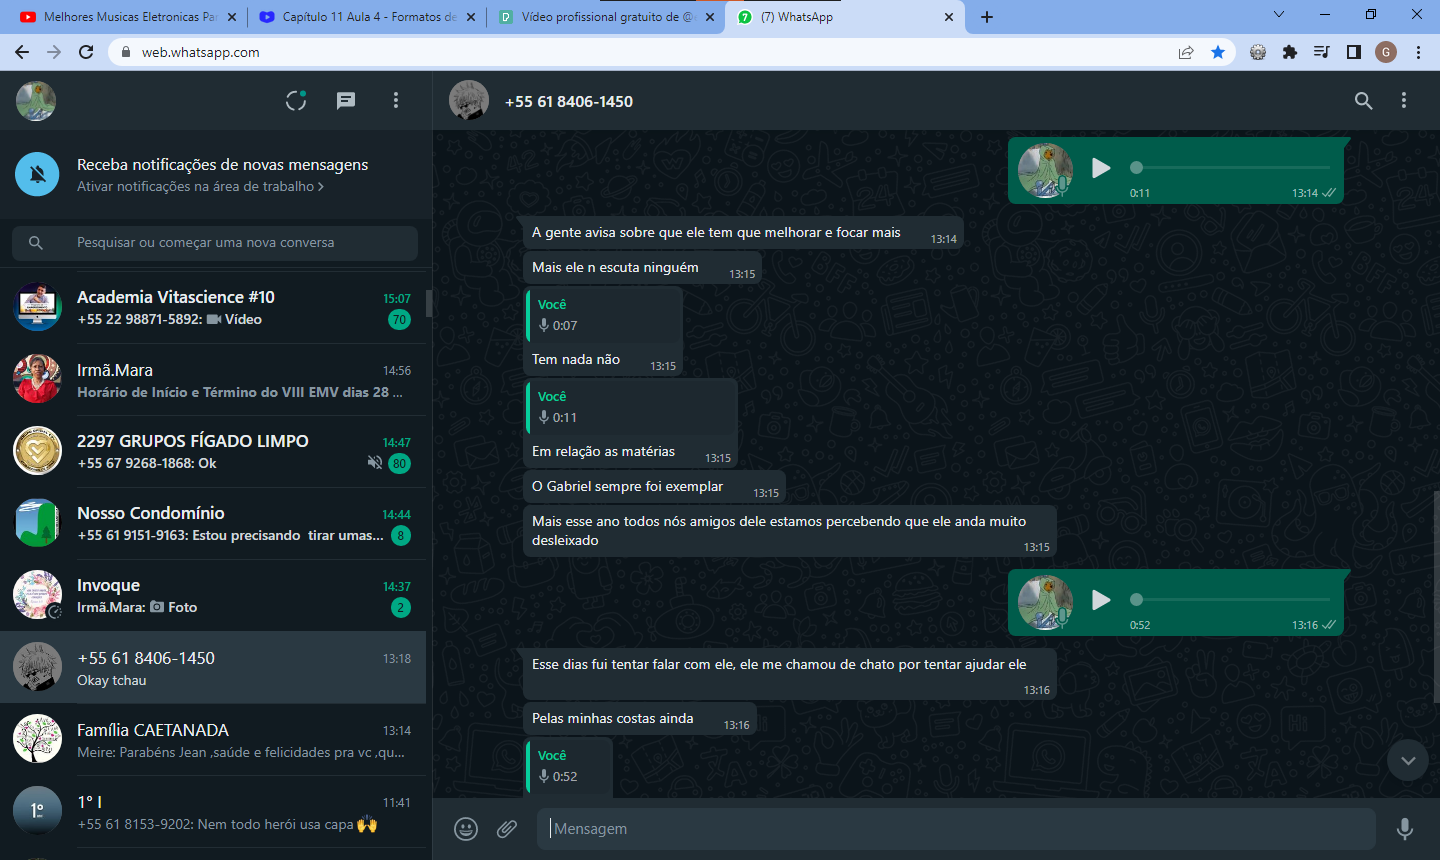 Melhores Musicas Eletronicas Par
Capítulo 11 Aula 4 - Formatos de
Vídeo profissional gratuito de @
(7) WhatsApp
web.whatsapp.com
G
Receba notificações de novas mensagens
Ativar notificações na área de trabalho
Pesquisar ou começar uma nova conversa
Academia Vitascience #10
15:07
+55 22 98871-5892: Vídeo
70
Irmã.Mara
14:56
Horário de Início e Término do VIII EMV dias 28 ...
2297 GRUPOS FÍGADO LIMPO
14:47
+55 67 9268-1868: Ok
80
Nosso Condomínio
14:44
+55 61 9151-9163: Estou precisando tirar umas...
8
Invoque
14:37
Irmã.Mara: Foto
2
+55 61 8406-1450
13:18
Okay tchau
Família CAETANADA
13:14
Meire: Parabéns Jean ,saúde e felicidades pra vc ,qu...
1° I
11:41
+55 61 8153-9202: Nem todo herói usa capa 🙌
+55 61 8406-1450
0:11
13:14
A gente avisa sobre que ele tem que melhorar e focar mais
13:14
Mais ele n escuta ninguém
13:15
Você
0:07
Tem nada não
13:15
Você
0:11
Em relação as matérias
13:15
O Gabriel sempre foi exemplar
13:15
Mais esse ano todos nós amigos dele estamos percebendo que ele anda muito
desleixado
13:15
0:52
13:16
Esse dias fui tentar falar com ele, ele me chamou de chato por tentar ajudar ele
13:16
Pelas minhas costas ainda
13:16
Você
0:52
Mensagem